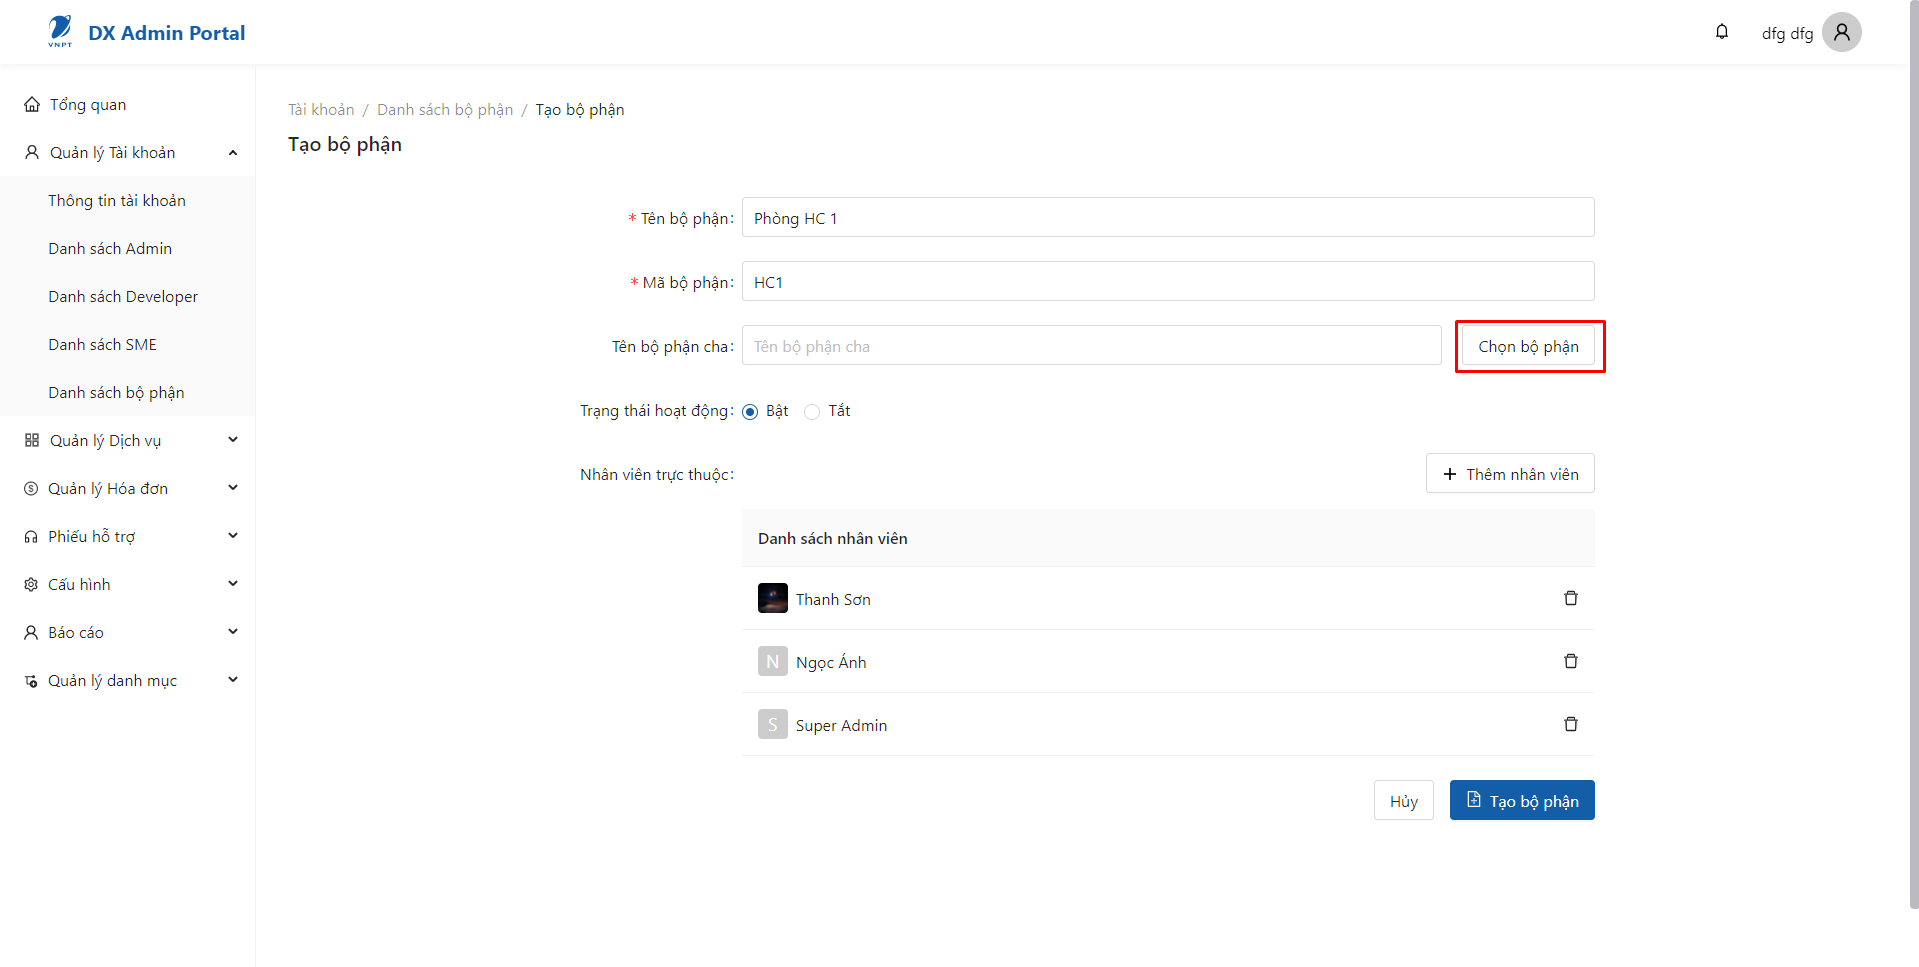 VNPT
DX Admin Portal
dfg dfg
Tổng quan
Quản lý Tài khoản
Thông tin tài khoản
Danh sách Admin
Danh sách Developer
Danh sách SME
Danh sách bộ phận
Quản lý Dịch vụ
Quản lý Hóa đơn
Phiếu hỗ trợ
Cấu hình
Báo cáo
Quản lý danh mục
Tài khoản / Danh sách bộ phận / Tạo bộ phận
Tạo bộ phận
* Tên bộ phận: Phòng HC 1
* Mã bộ phận: HC1
Tên bộ phận cha: Tên bộ phận cha Chọn bộ phận
Trạng thái hoạt động: Bật Tắt
Nhân viên trực thuộc: + Thêm nhân viên
Danh sách nhân viên
Thanh Sơn
N Ngọc Ánh
S Super Admin
Hủy Tạo bộ phận